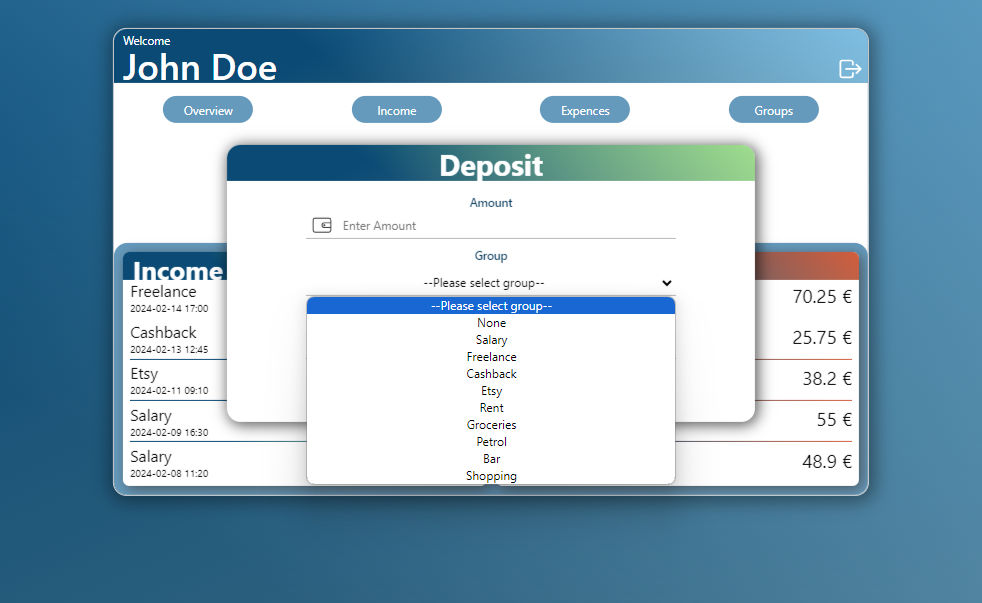 Welcome
John Doe
Overview
Income
Expences
Groups
Deposit
Amount
Enter Amount
Group
--Please select group--
--Please select group--
None
Salary
Freelance
Cashback
Etsy
Rent
Groceries
Petrol
Bar
Shopping
Income
Freelance
2024-02-14 17:00
Cashback
2024-02-13 12:45
Etsy
2024-02-11 09:10
Salary
2024-02-09 16:30
Salary
2024-02-08 11:20
70.25 €
25.75 €
38.2 €
55 €
48.9 €